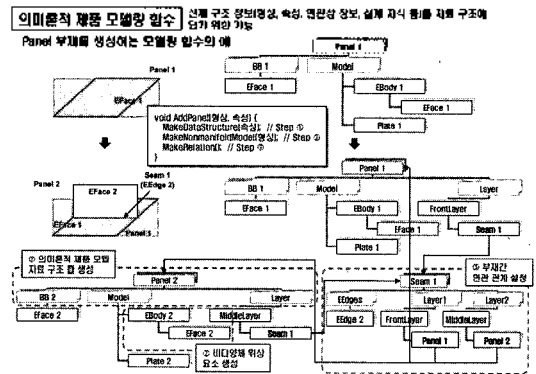 의미론적 제품 모델링 함수
선체 구조 정보(형상, 속성, 연관성 정보, 설계 지식 등)를 자료 구조에
담기 위한 기능
Panel 부재를 생성하는 모델링 함수의 예
Panel 1
EFace 1
Panel 1
BB 1
Model
EFace 1
EBody 1
EFace 1
Plate 1
void AddPanel(형상, 속성) {
MakeDataStructure(속성); // Step ①
MakeNonmanifoldModel(형상); // Step ②
MakeRelation(); // Step ③
}
Seam 1
(EEdge 2)
Panel 2
EFace 2
EFace 1
Panel 1
Panel 1
BB 1
Model
Layer
EFace 1
EBody 1
EFace 1
Plate 1
FrontLayer
Seam 1
① 의미론적 제품 모델
자료 구조 틀 생성
Panel 2
BB 2
Model
Layer
EFace 2
EBody 2
EFace 2
Plate 2
MiddleLayer
Seam 1
② 비다양체 위상
요소 생성
③ 부재간
연관 관계 설정
Seam 1
EEdges
Layer1
Layer2
EEdge 2
FrontLayer
MiddleLayer
Panel 1
Panel 2